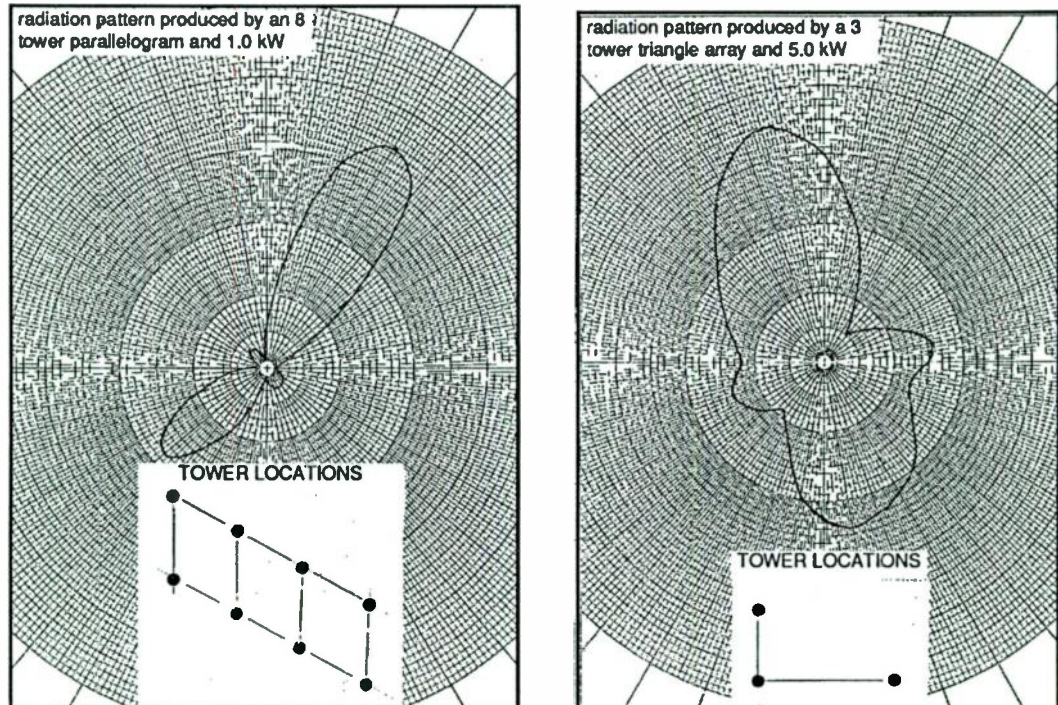 radiation pattern produced by an 8
tower parallelogram and 1.0 kW
TOWER LOCATIONS
radiation pattern produced by a 3
tower triangle array and 5.0 kW
TOWER LOCATIONS